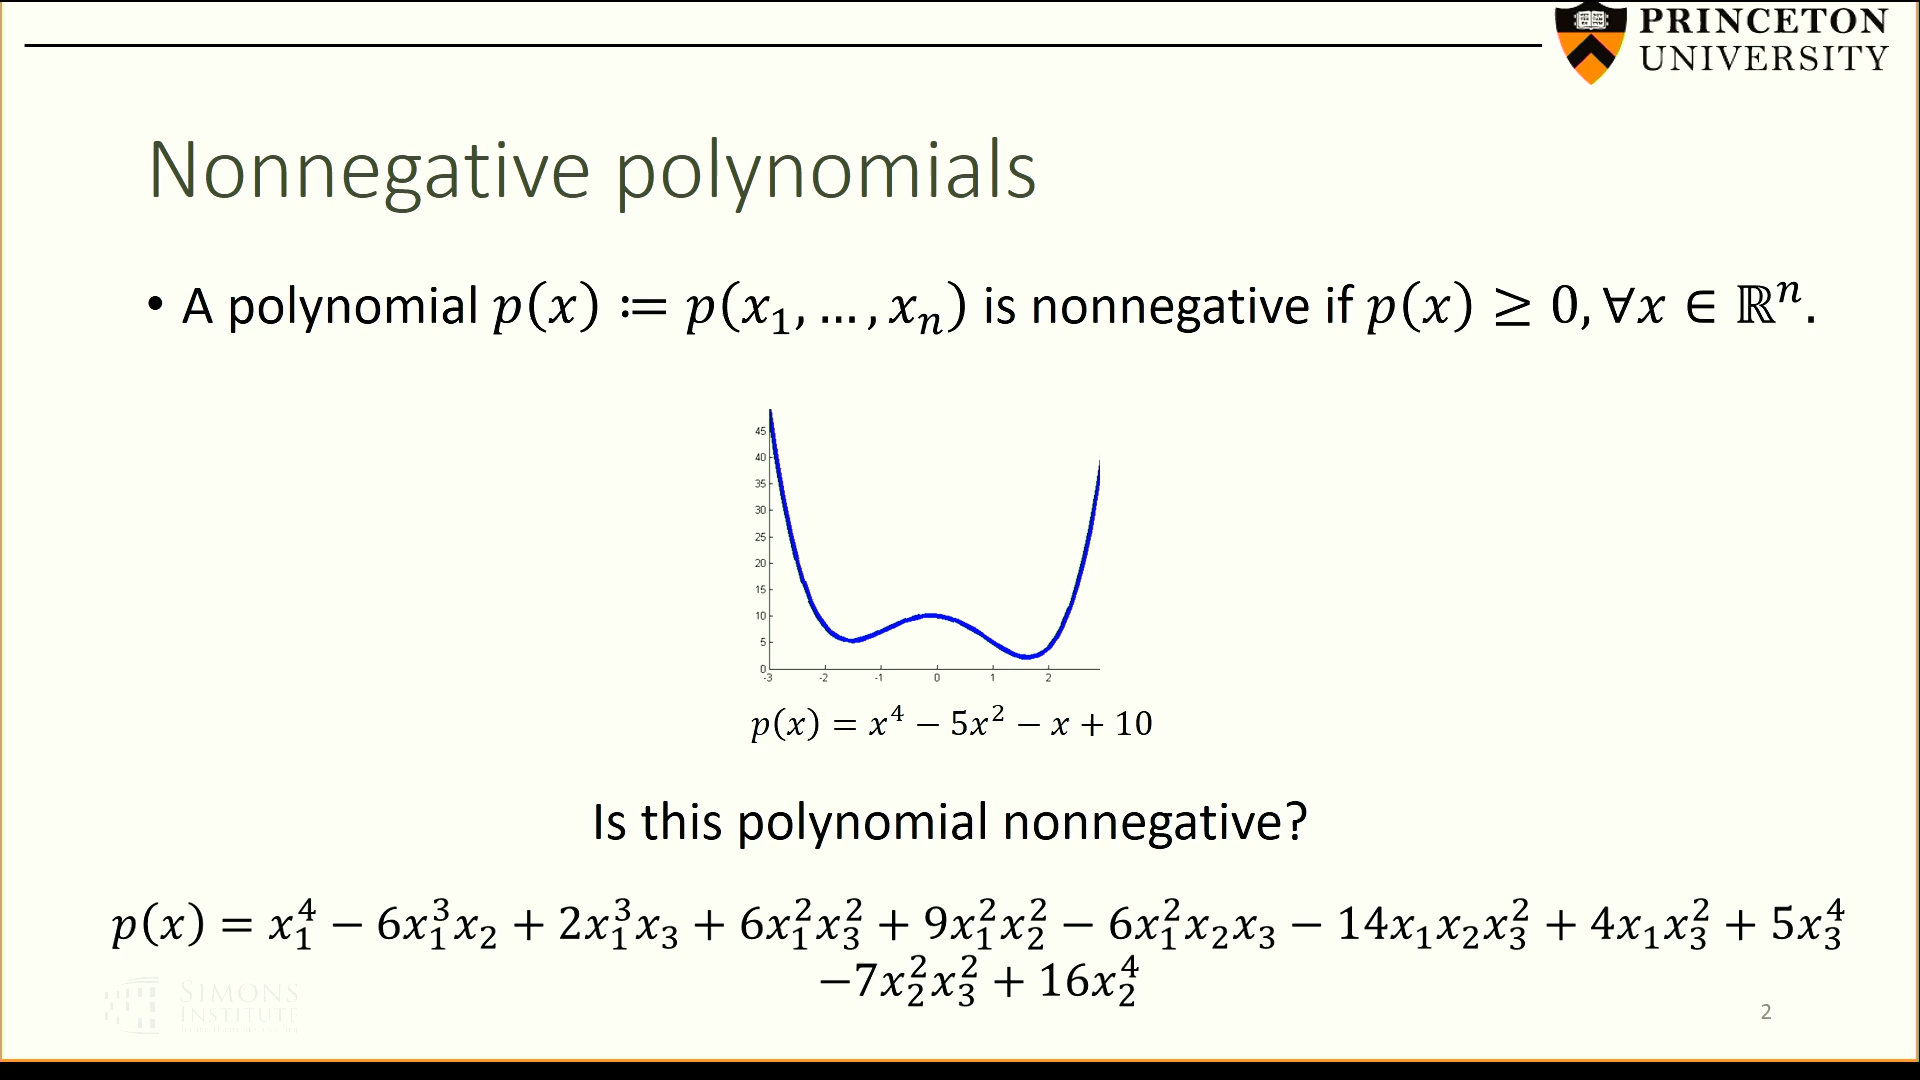 PRINCETON
UNIVERSITY
Nonnegative polynomials
• A polynomial p(x) ≔ p(x₁, … , xₙ) is nonnegative if p(x) ≥ 0, ∀x ∈ ℝⁿ.
45
40
35
30
25
20
15
10
5
0
-3 -2 -1 0 1 2
p(x) = x⁴ − 5x² − x + 10
Is this polynomial nonnegative?
p(x) = x₁⁴ − 6x₁³x₂ + 2x₁³x₃ + 6x₁²x₃² + 9x₁²x₂² − 6x₁²x₂x₃ − 14x₁x₂x₃² + 4x₁x₃² + 5x₃⁴
−7x₂²x₃² + 16x₂⁴
SIMONS
INSTITUTE
2